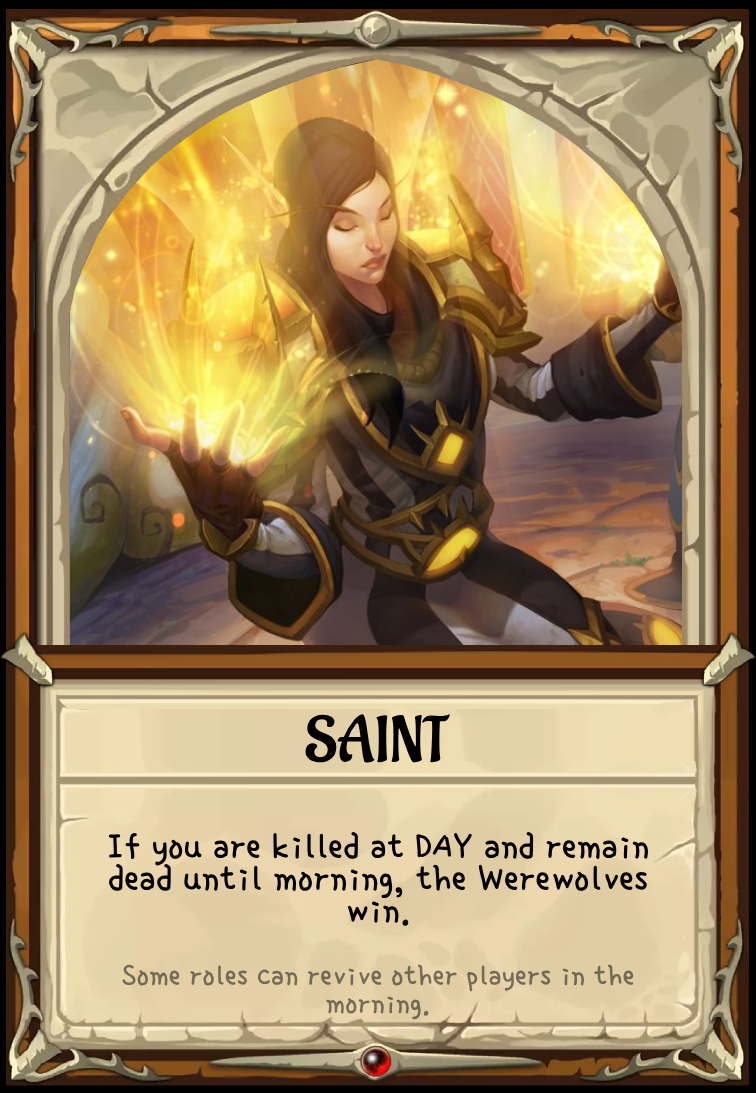 SAINT
If you are killed at DAY and remain
dead until morning, the Werewolves
win.
Some roles can revive other players in the
morning.